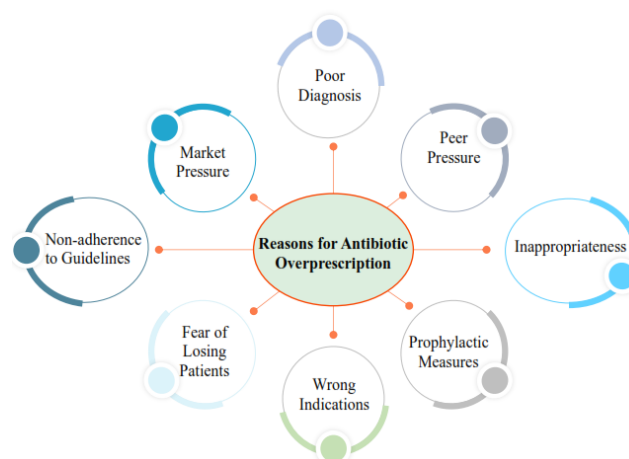 Poor
Diagnosis
Market
Pressure
Peer
Pressure
Non-adherence
to Guidelines
Reasons for Antibiotic
Overprescription
Inappropriateness
Fear of
Losing
Patients
Prophylactic
Measures
Wrong
Indications